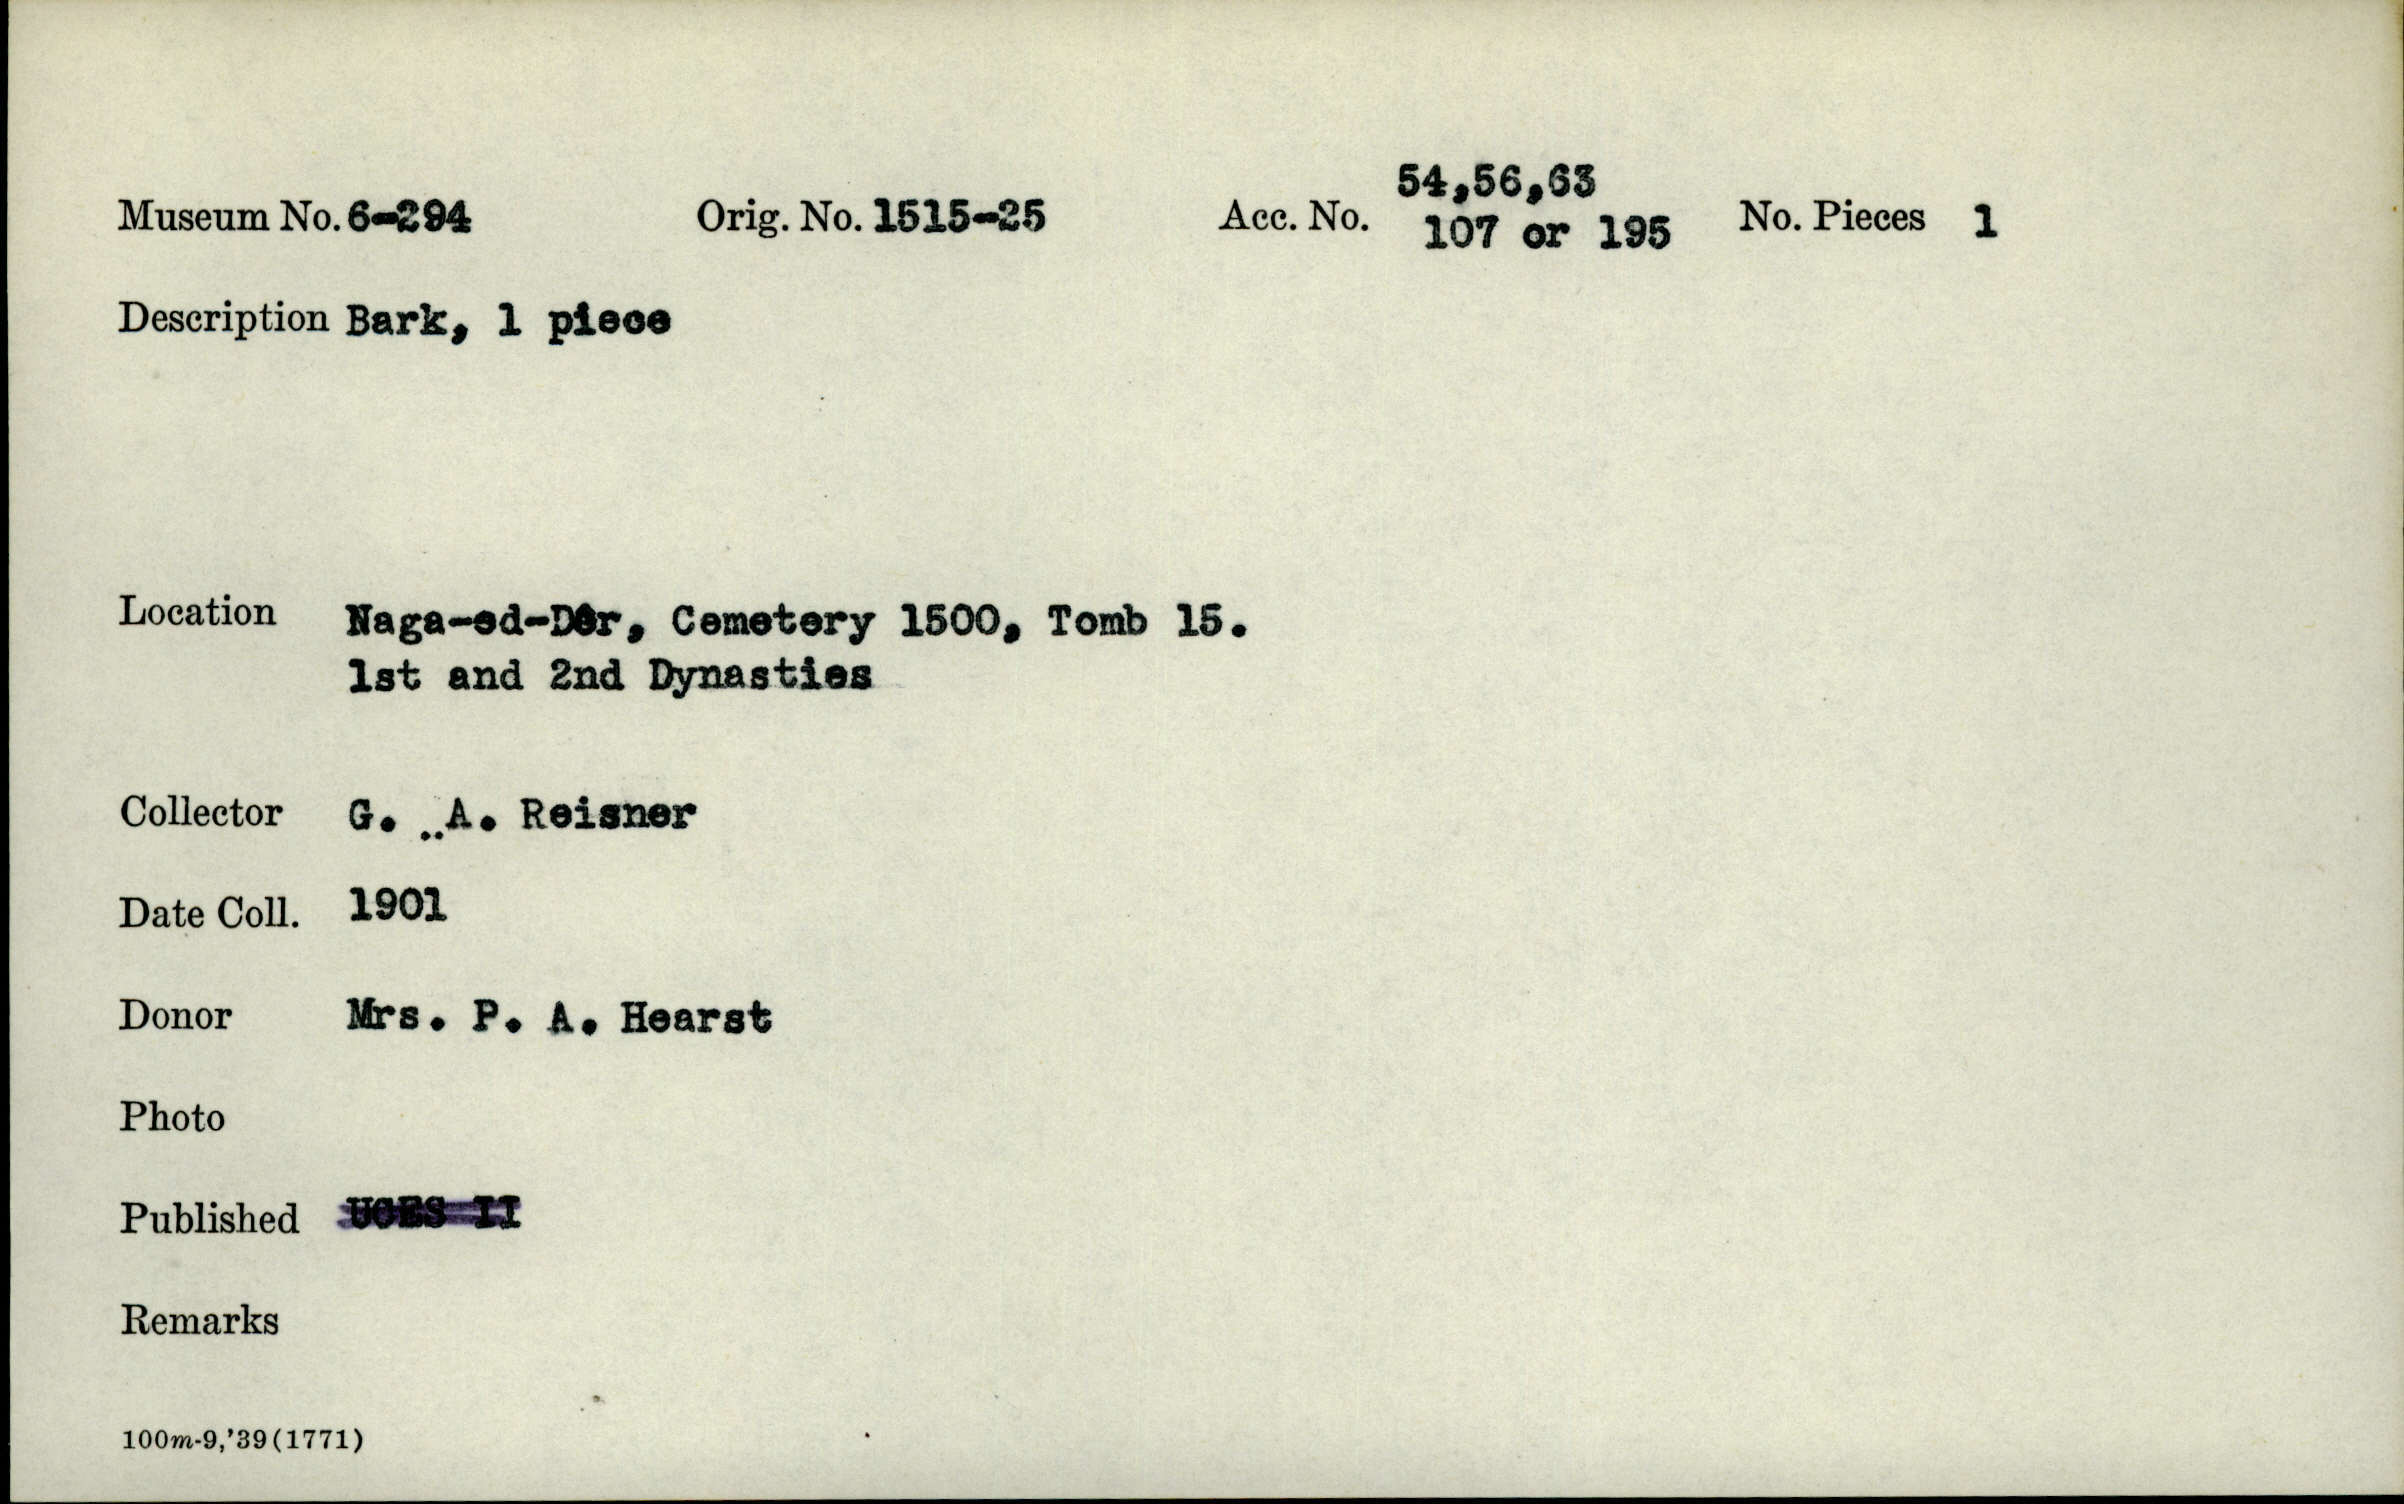 Museum No. 6-294 Orig. No. 1515-25 Acc. No. 54,56,63 107 or 195 No. Pieces 1
Description Bark, 1 piece
Location Naga-ed-Dêr, Cemetery 1500, Tomb 15.
1st and 2nd Dynasties
Collector G. A. Reisner
Date Coll. 1901
Donor Mrs. P. A. Hearst
Photo
Published UCES II
Remarks
100m-9,'39(1771)